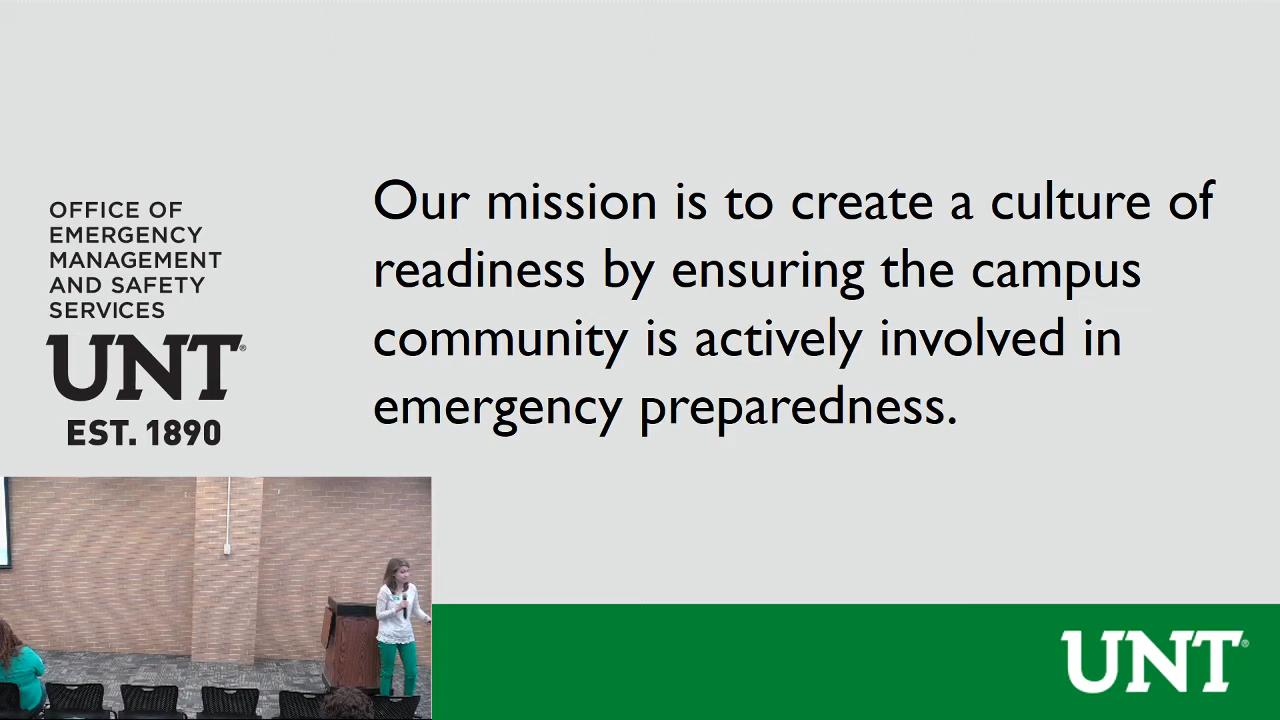 OFFICE OF
EMERGENCY
MANAGEMENT
AND SAFETY
SERVICES
UNT®
EST. 1890
Our mission is to create a culture of
readiness by ensuring the campus
community is actively involved in
emergency preparedness.
UNT®